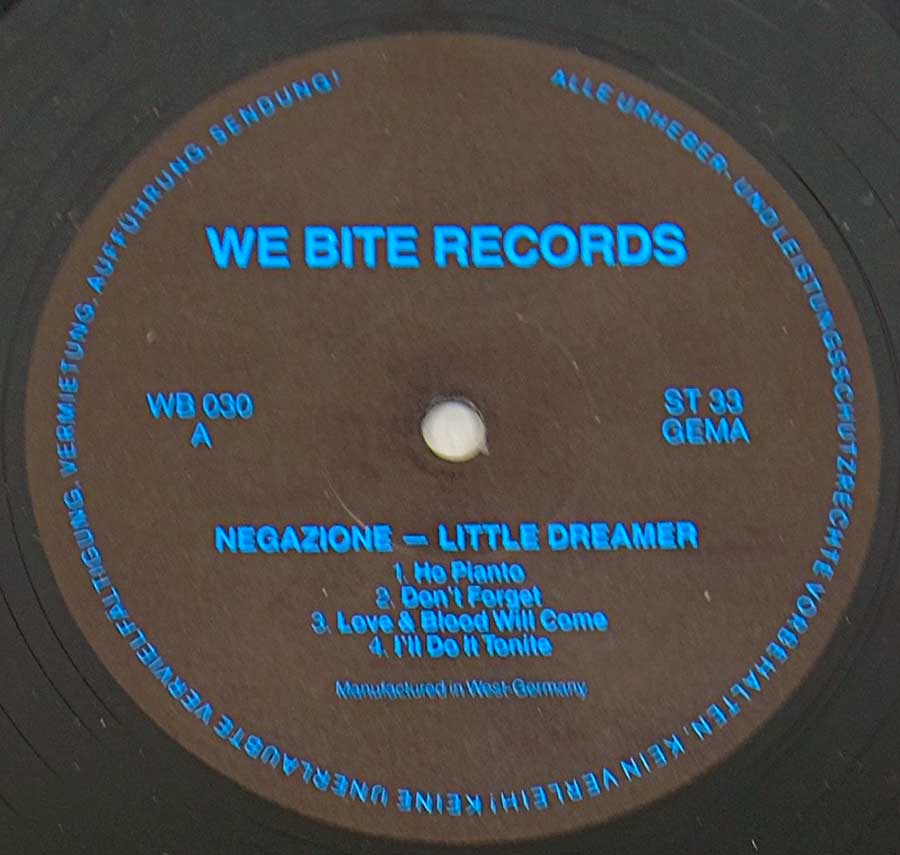 ALLE URHEBER- UND LEISTUNGSSCHUTZRECHTE VORBEHALTEN. KEIN VERLEIH! KEINE UNERLAUBTE VERVIELFÄLTIGUNG, VERMIETUNG, AUFFÜHRUNG, SENDUNG!
WE BITE RECORDS
WB 030
A
ST 33
GEMA
NEGAZIONE — LITTLE DREAMER
1. Ho Pianto
2. Don't Forget
3. Love & Blood Will Come
4. I'll Do It Tonite
Manufactured in West-Germany